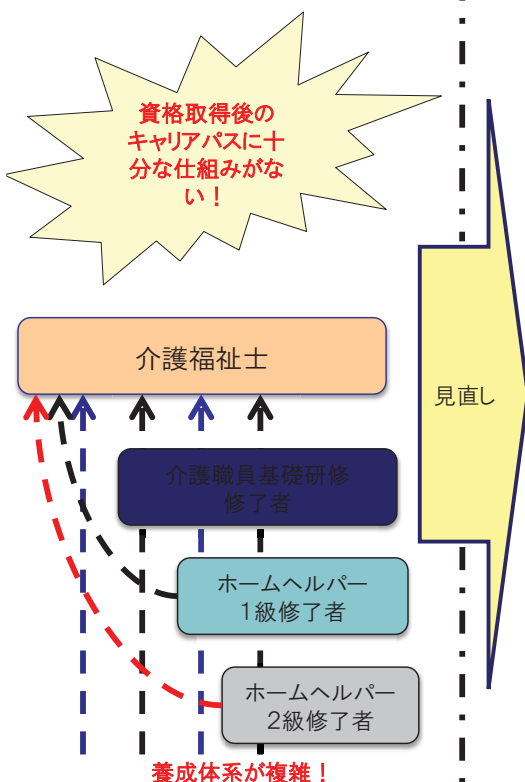 資格取得後の
キャリアパスに十
分な仕組みがな
い！
介護福祉士
見直し
介護職員基礎研修
修了者
ホームヘルパー
1級修了者
ホームヘルパー
2級修了者
養成体系が複雑！